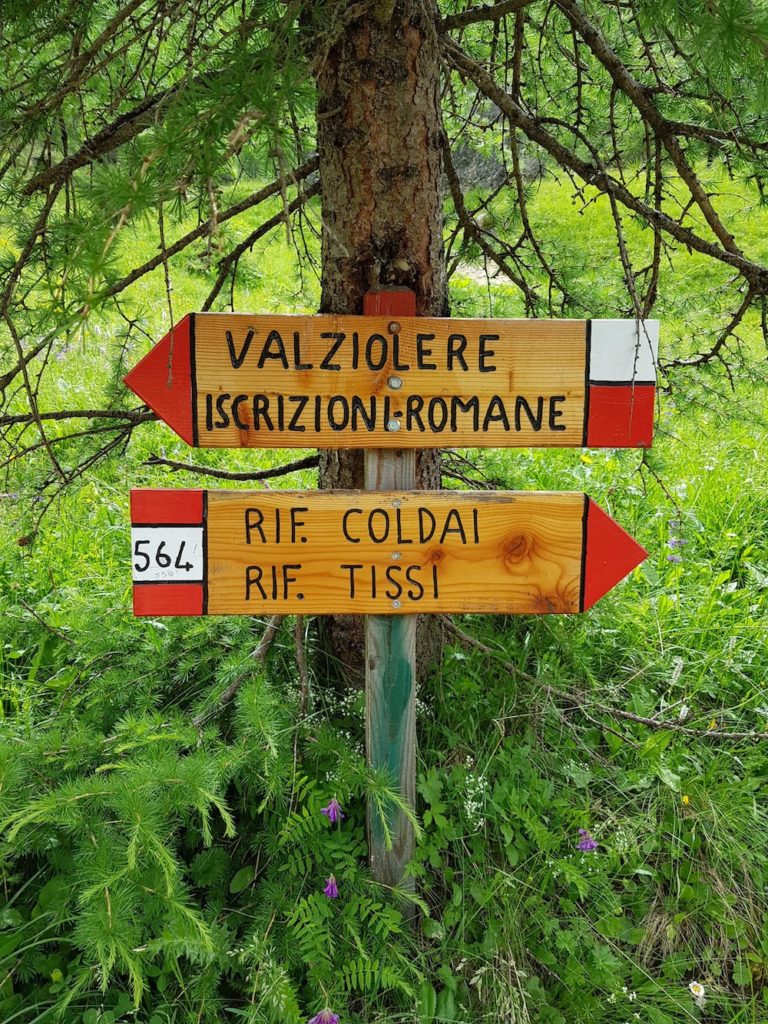 VALZIOLERE
ISCRIZIONI-ROMANE
RIF. COLDAI
564
RIF. TISSI